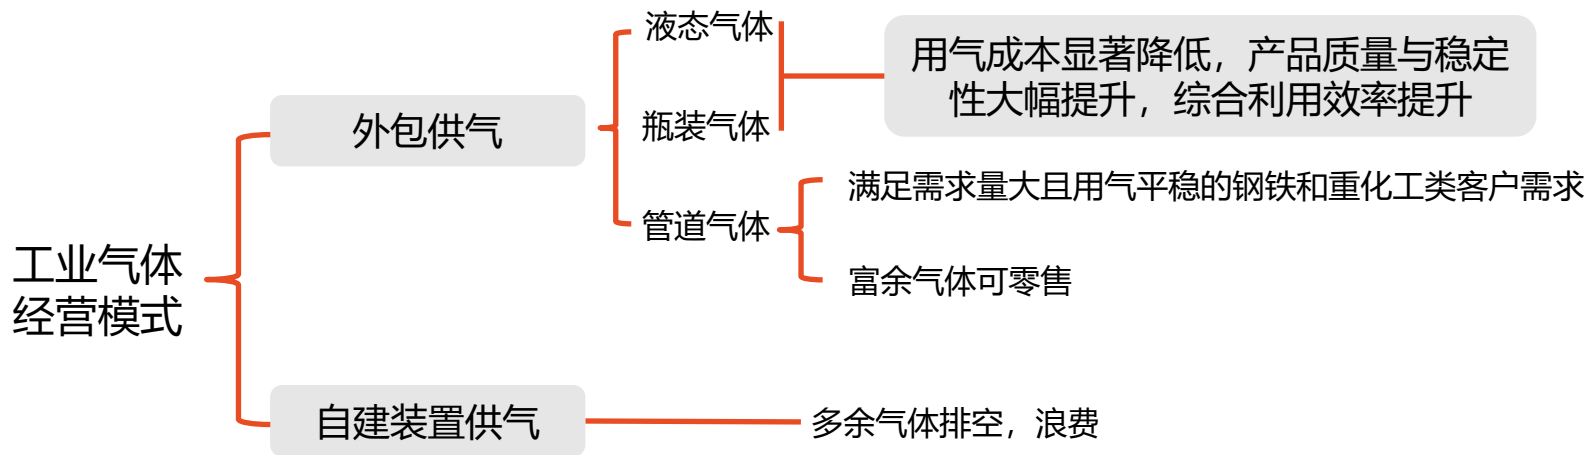 工业气体
经营模式
外包供气
液态气体
瓶装气体
用气成本显著降低，产品质量与稳定
性大幅提升，综合利用效率提升
管道气体
满足需求量大且用气平稳的钢铁和重化工类客户需求
富余气体可零售
自建装置供气
多余气体排空，浪费